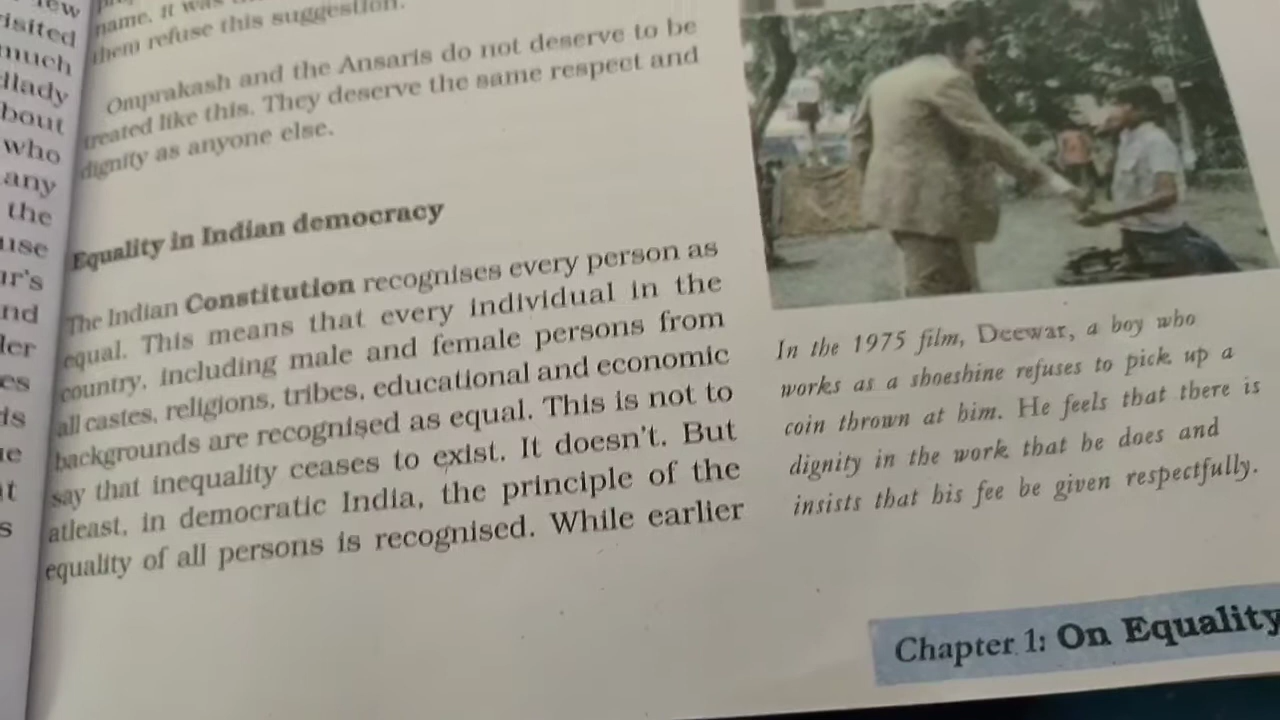 iew
isited
much
dlady
bout
who
any
the
use
ur's
nd
ler
es
is
ie
at
s
name. It was
them refuse this suggestion.
Omprakash and the Ansaris do not deserve to be
treated like this. They deserve the same respect and
dignity as anyone else.
Equality in Indian democracy
The Indian Constitution recognises every person as
equal. This means that every individual in the
country, including male and female persons from
all castes, religions, tribes, educational and economic
backgrounds are recognised as equal. This is not to
say that inequality ceases to exist. It doesn't. But
atleast, in democratic India, the principle of the
equality of all persons is recognised. While earlier
In the 1975 film, Deewar, a boy who
works as a shoeshine refuses to pick up a
coin thrown at him. He feels that there is
dignity in the work that he does and
insists that his fee be given respectfully.
Chapter 1: On Equality